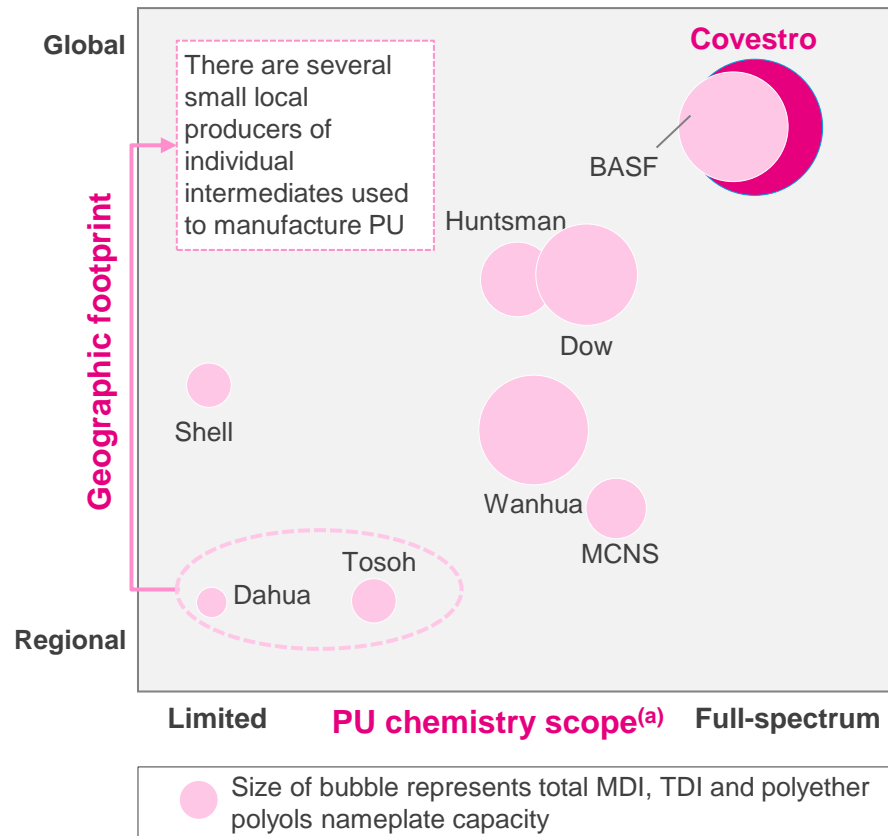 Global
Covestro
There are several
small local
producers of
individual
intermediates used
to manufacture PU
BASF
Huntsman
Dow
Geographic footprint
Shell
Wanhua
MCNS
Tosoh
Dahua
Regional
Limited
PU chemistry scope(a)
Full-spectrum
Size of bubble represents total MDI, TDI and polyether
polyols nameplate capacity